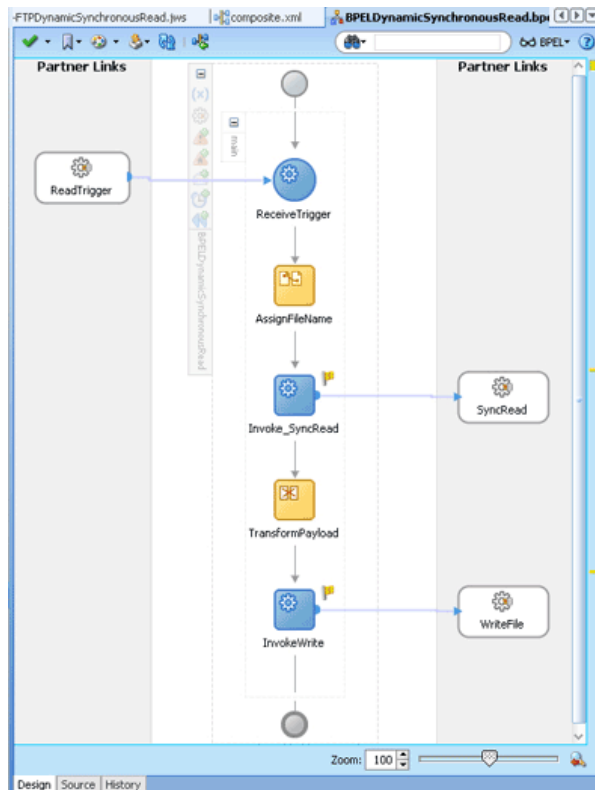 -FTPDynamicSynchronousRead.jws
composite.xml
BPELDynamicSynchronousRead.bpe
BPEL
Partner Links
Partner Links
main
BPELDynamicSynchronousRead
ReadTrigger
ReceiveTrigger
AssignFileName
Invoke_SyncRead
SyncRead
TransformPayload
InvokeWrite
WriteFile
Zoom: 100
Design Source History